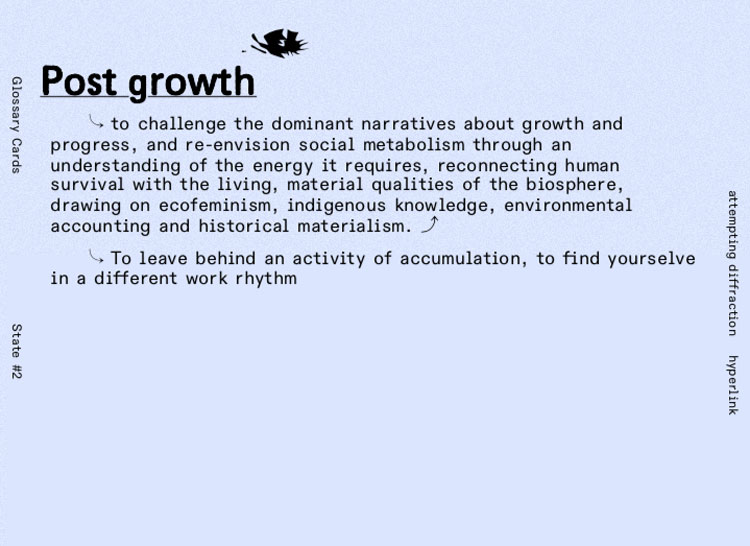 Post growth
⤷ to challenge the dominant narratives about growth and
progress, and re-envision social metabolism through an
understanding of the energy it requires, reconnecting human
survival with the living, material qualities of the biosphere,
drawing on ecofeminism, indigenous knowledge, environmental
accounting and historical materialism. ⤴
⤷ To leave behind an activity of accumulation, to find yourselve
in a different work rhythm
Glossary Cards
State #2
attempting diffraction
hyperlink